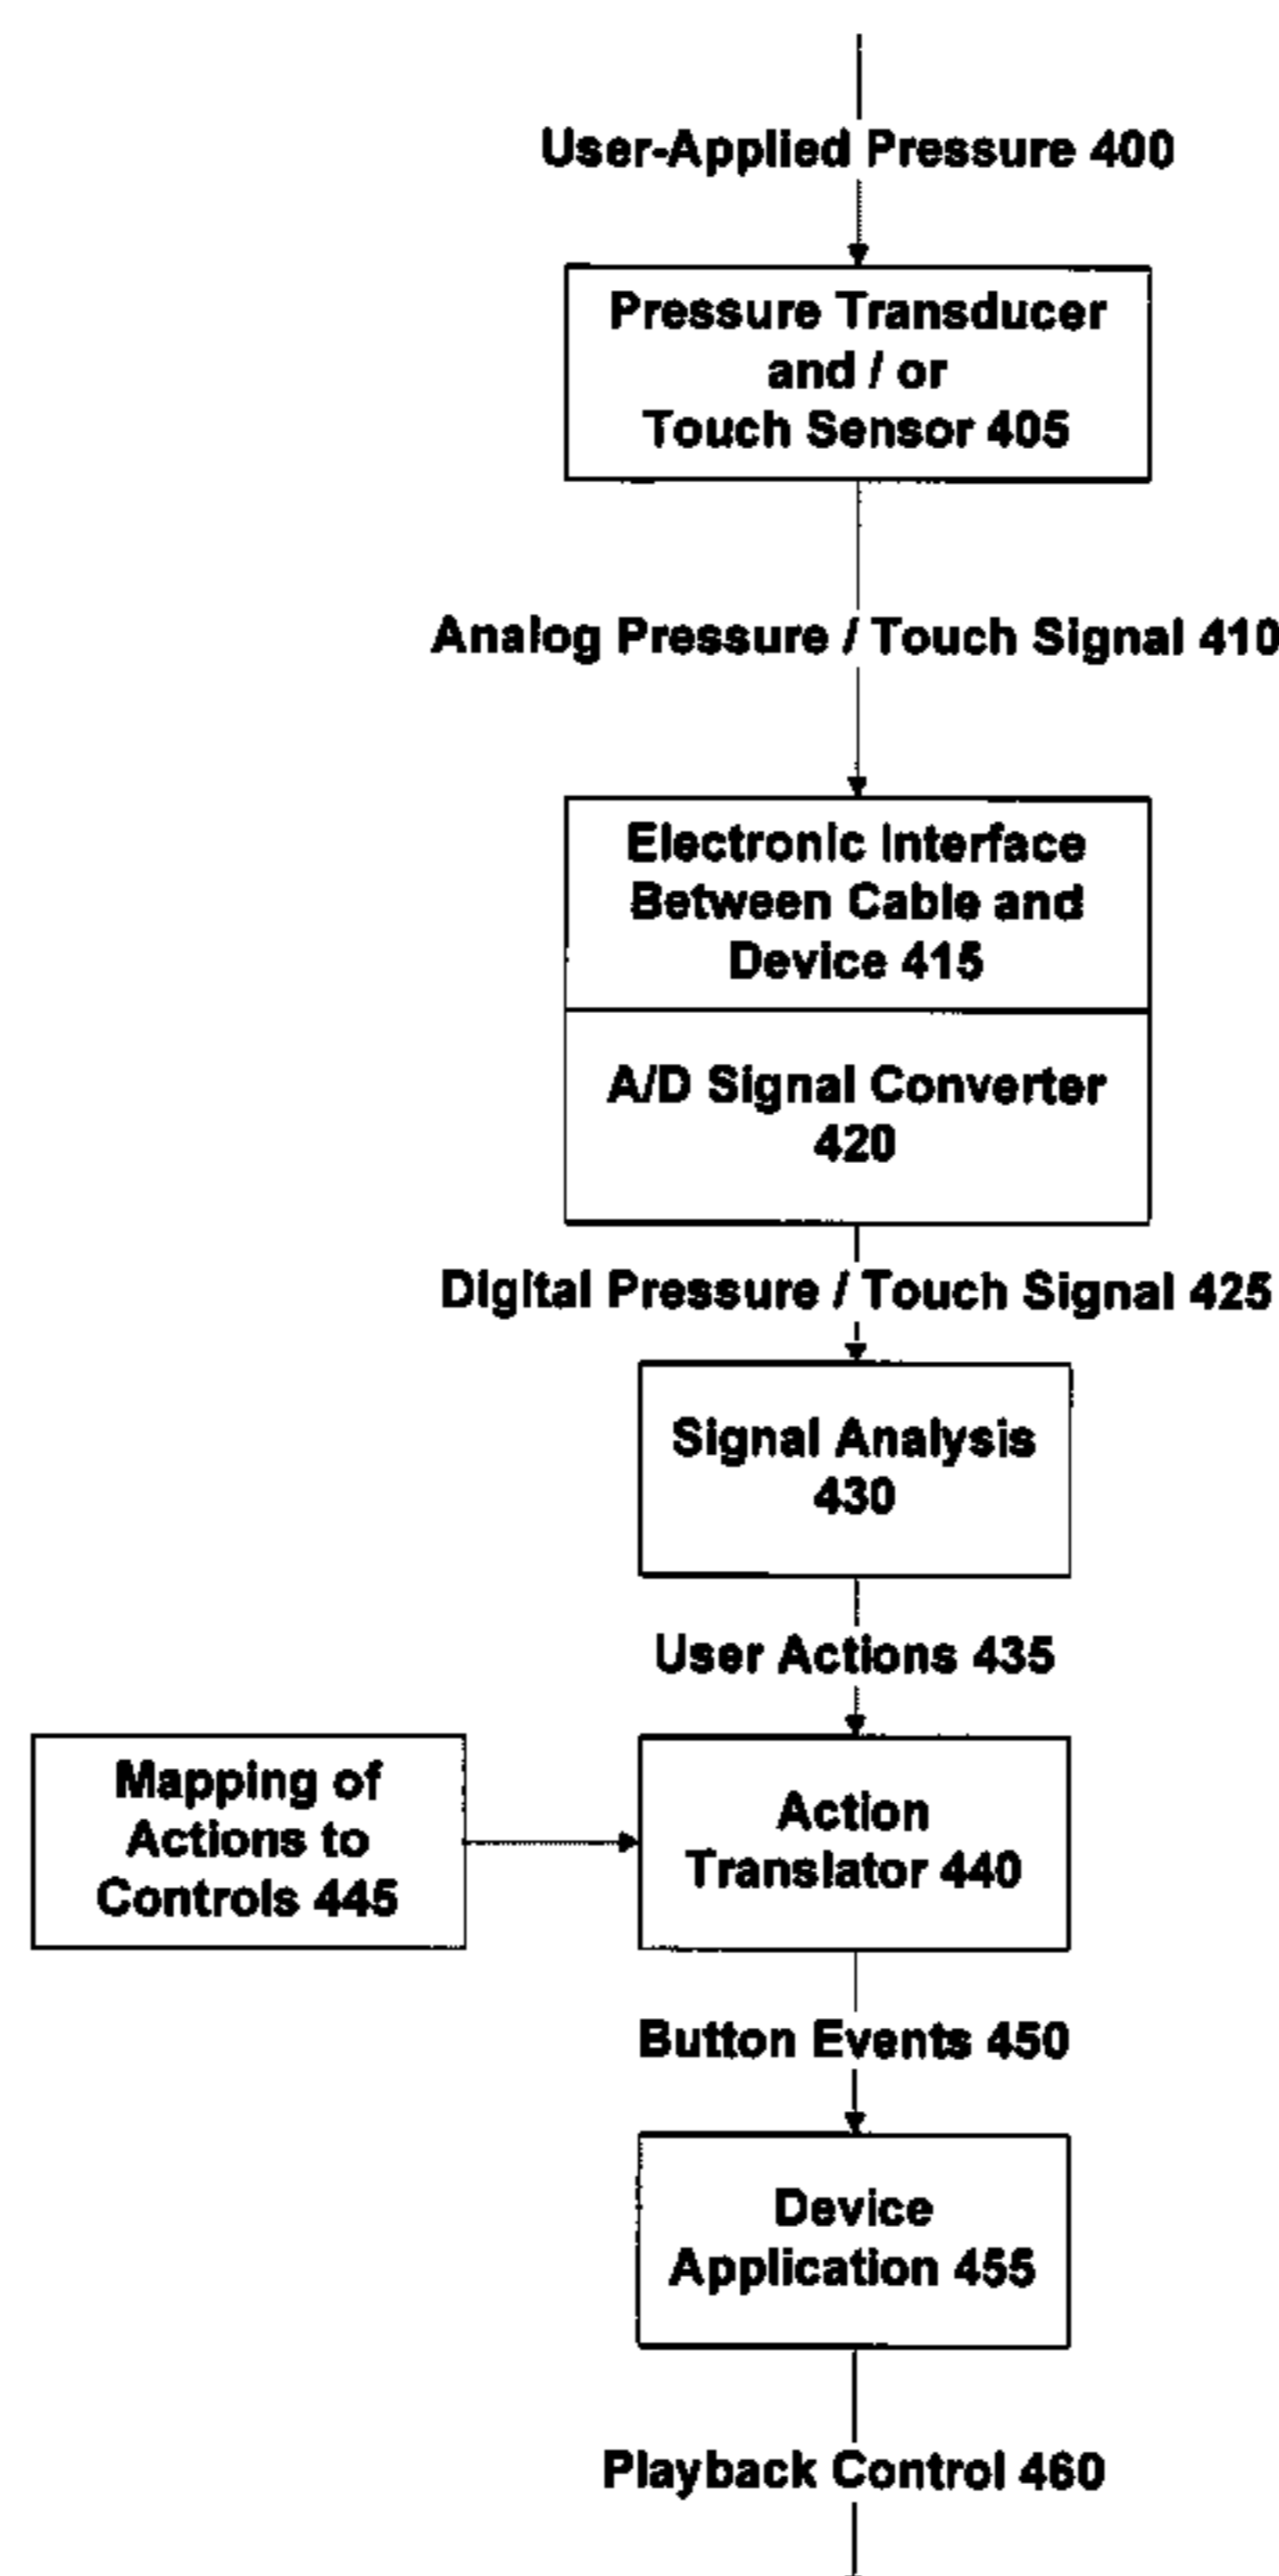 User-Applied Pressure 400
Pressure Transducer
and / or
Touch Sensor 405
Analog Pressure / Touch Signal 410
Electronic Interface
Between Cable and
Device 415
A/D Signal Converter
420
Digital Pressure / Touch Signal 425
Signal Analysis
430
User Actions 435
Mapping of
Actions to
Controls 445
Action
Translator 440
Button Events 450
Device
Application 455
Playback Control 460